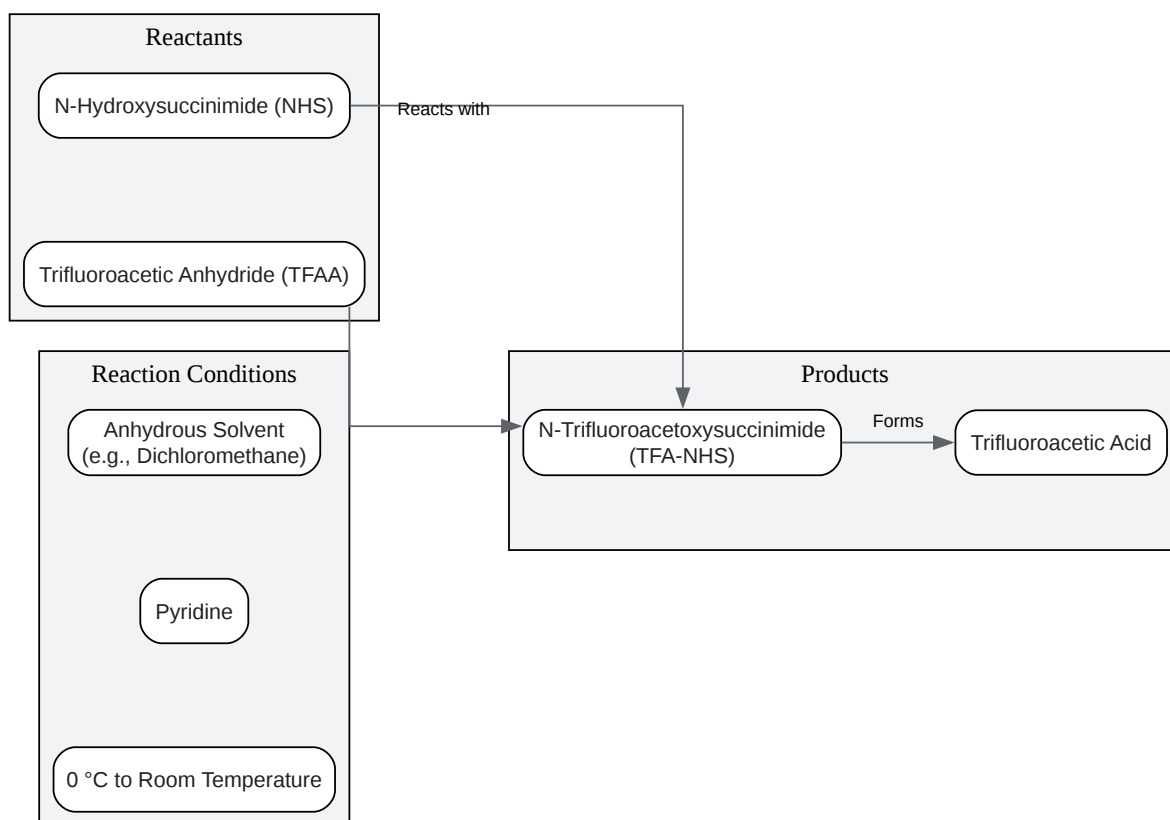 Reactants
N-Hydroxysuccinimide (NHS)
Reacts with
Trifluoroacetic Anhydride (TFAA)
Reaction Conditions
Anhydrous Solvent
(e.g., Dichloromethane)
Pyridine
0 °C to Room Temperature
Products
N-Trifluoroacetoxysuccinimide
(TFA-NHS)
Forms
Trifluoroacetic Acid